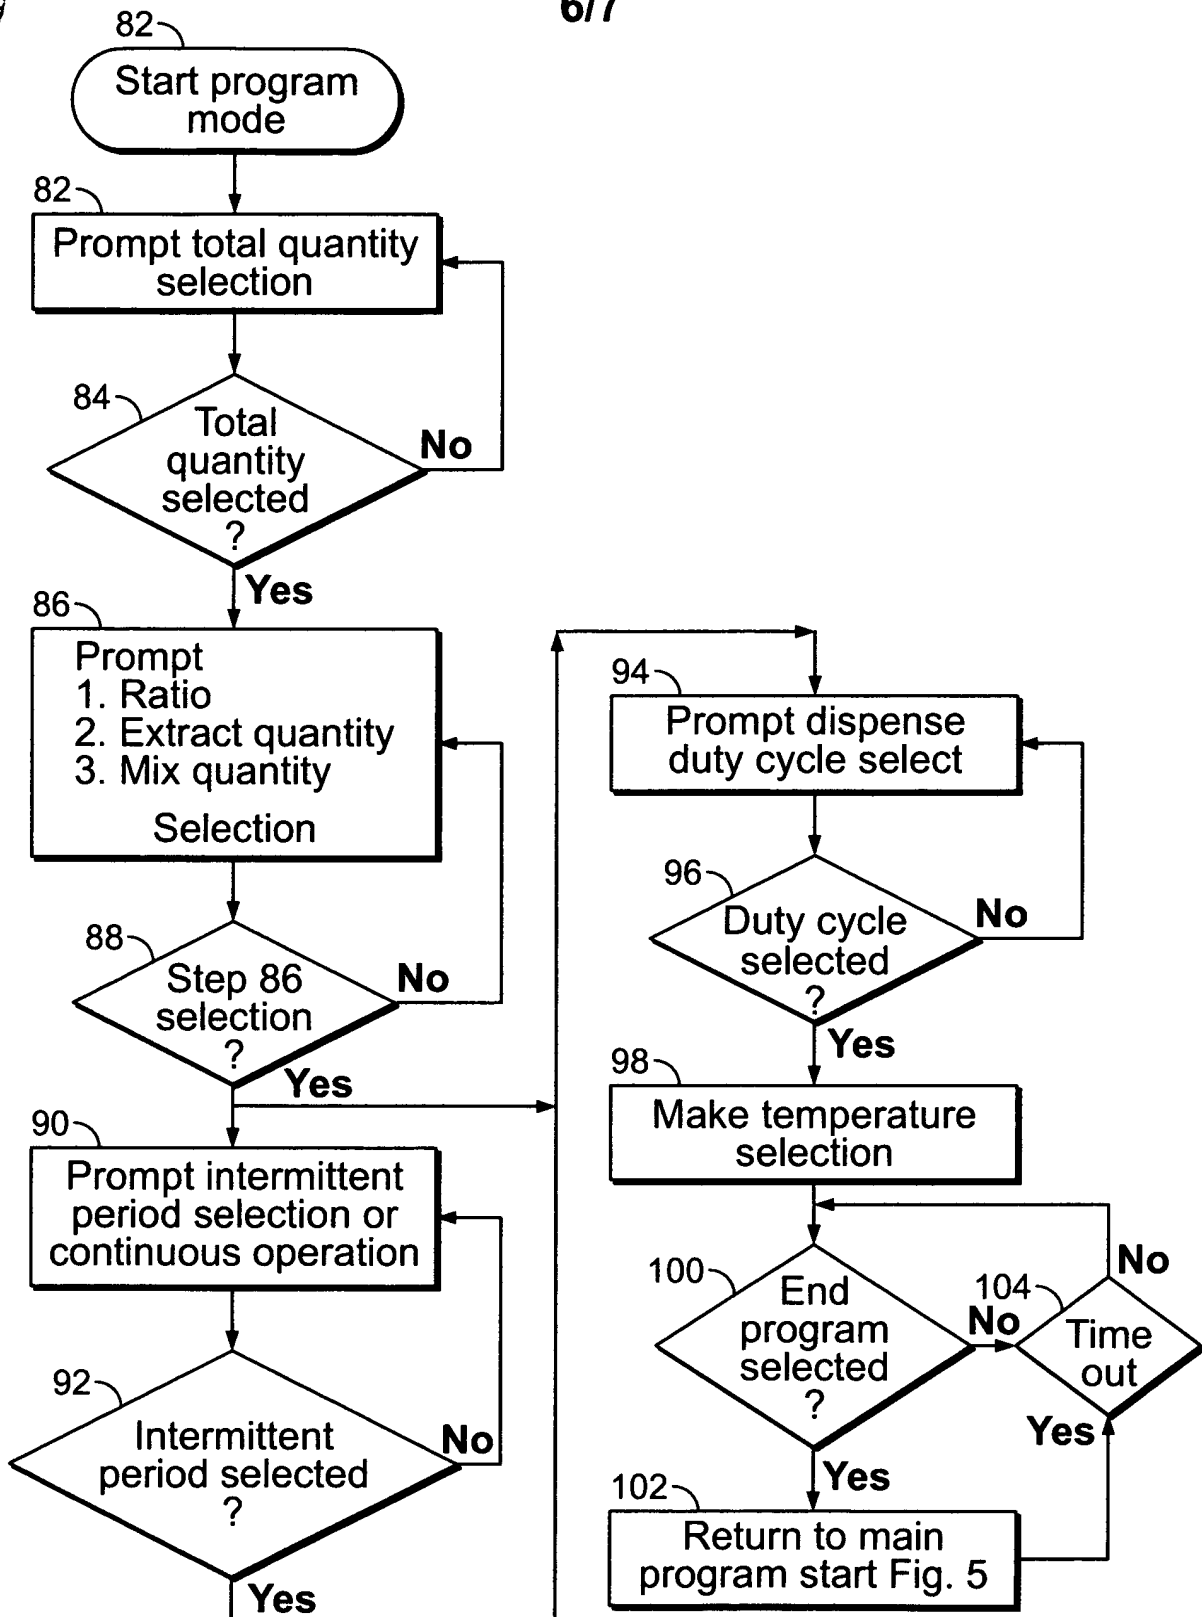 6/7
82
Start program
mode
82
Prompt total quantity
selection
84
Total
quantity
selected
?
No
Yes
86
Prompt
1. Ratio
2. Extract quantity
3. Mix quantity
Selection
88
Step 86
selection
?
No
Yes
90
Prompt intermittent
period selection or
continuous operation
92
Intermittent
period selected
?
No
Yes
94
Prompt dispense
duty cycle select
96
Duty cycle
selected
?
No
Yes
98
Make temperature
selection
100
End
program
selected
?
No
104
Time
out
No
Yes
Yes
102
Return to main
program start Fig. 5